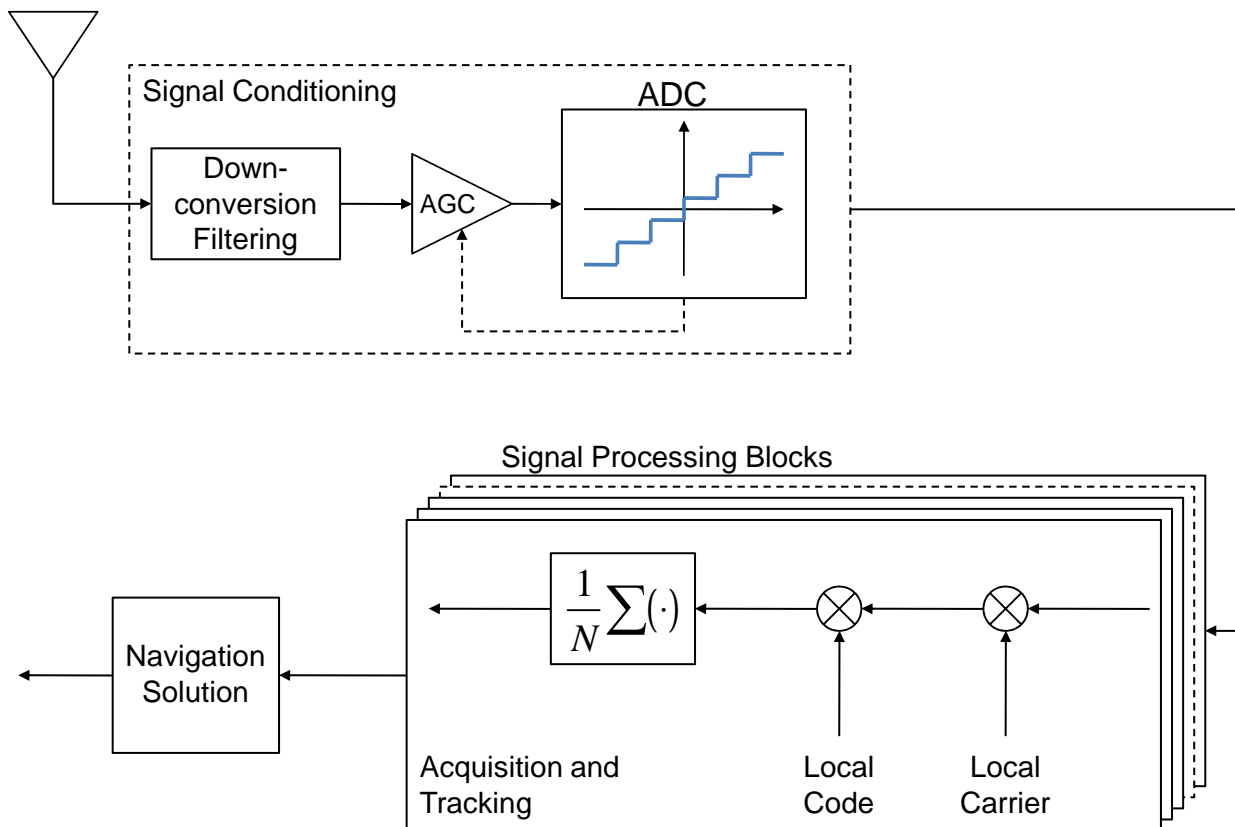 Signal Conditioning
ADC
Down-
conversion
Filtering
AGC
Signal Processing Blocks
1
N
∑(·)
Navigation
Solution
Acquisition and
Tracking
Local
Code
Local
Carrier